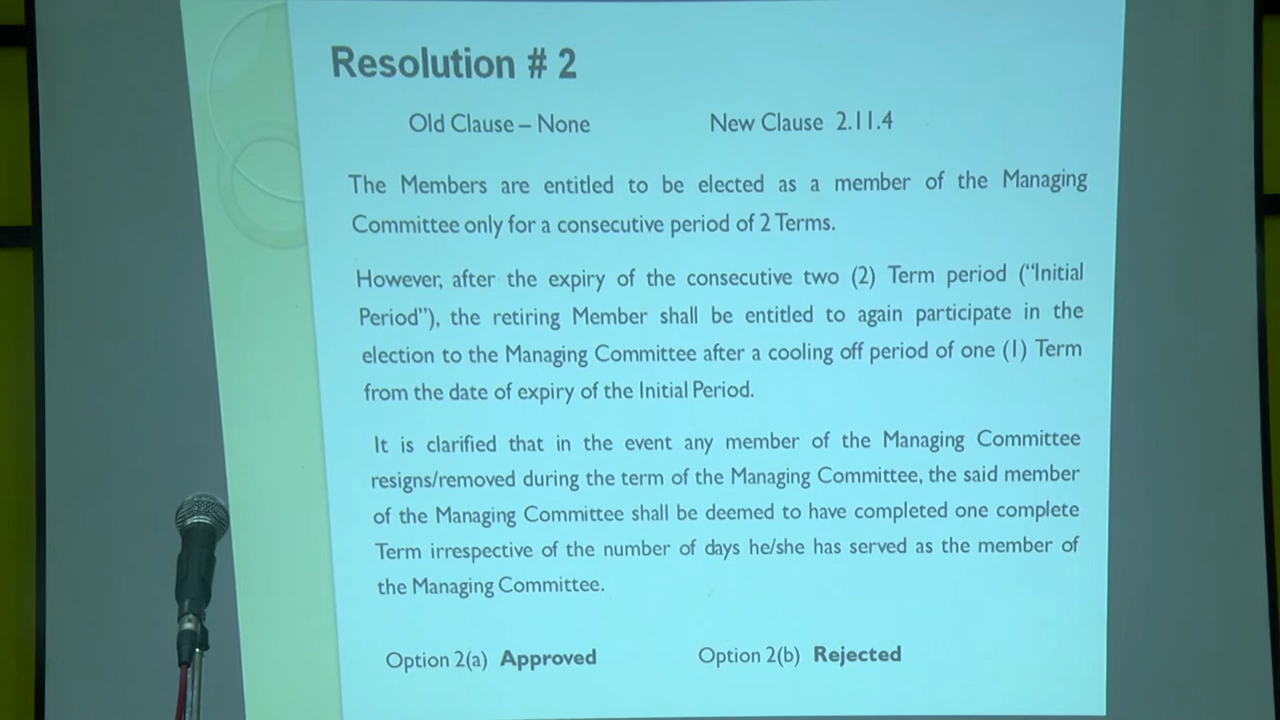 Resolution # 2
Old Clause – None New Clause 2.11.4
The Members are entitled to be elected as a member of the Managing
Committee only for a consecutive period of 2 Terms.
However, after the expiry of the consecutive two (2) Term period (“Initial
Period”), the retiring Member shall be entitled to again participate in the
election to the Managing Committee after a cooling off period of one (1) Term
from the date of expiry of the Initial Period.
It is clarified that in the event any member of the Managing Committee
resigns/removed during the term of the Managing Committee, the said member
of the Managing Committee shall be deemed to have completed one complete
Term irrespective of the number of days he/she has served as the member of
the Managing Committee.
Option 2(a) Approved Option 2(b) Rejected